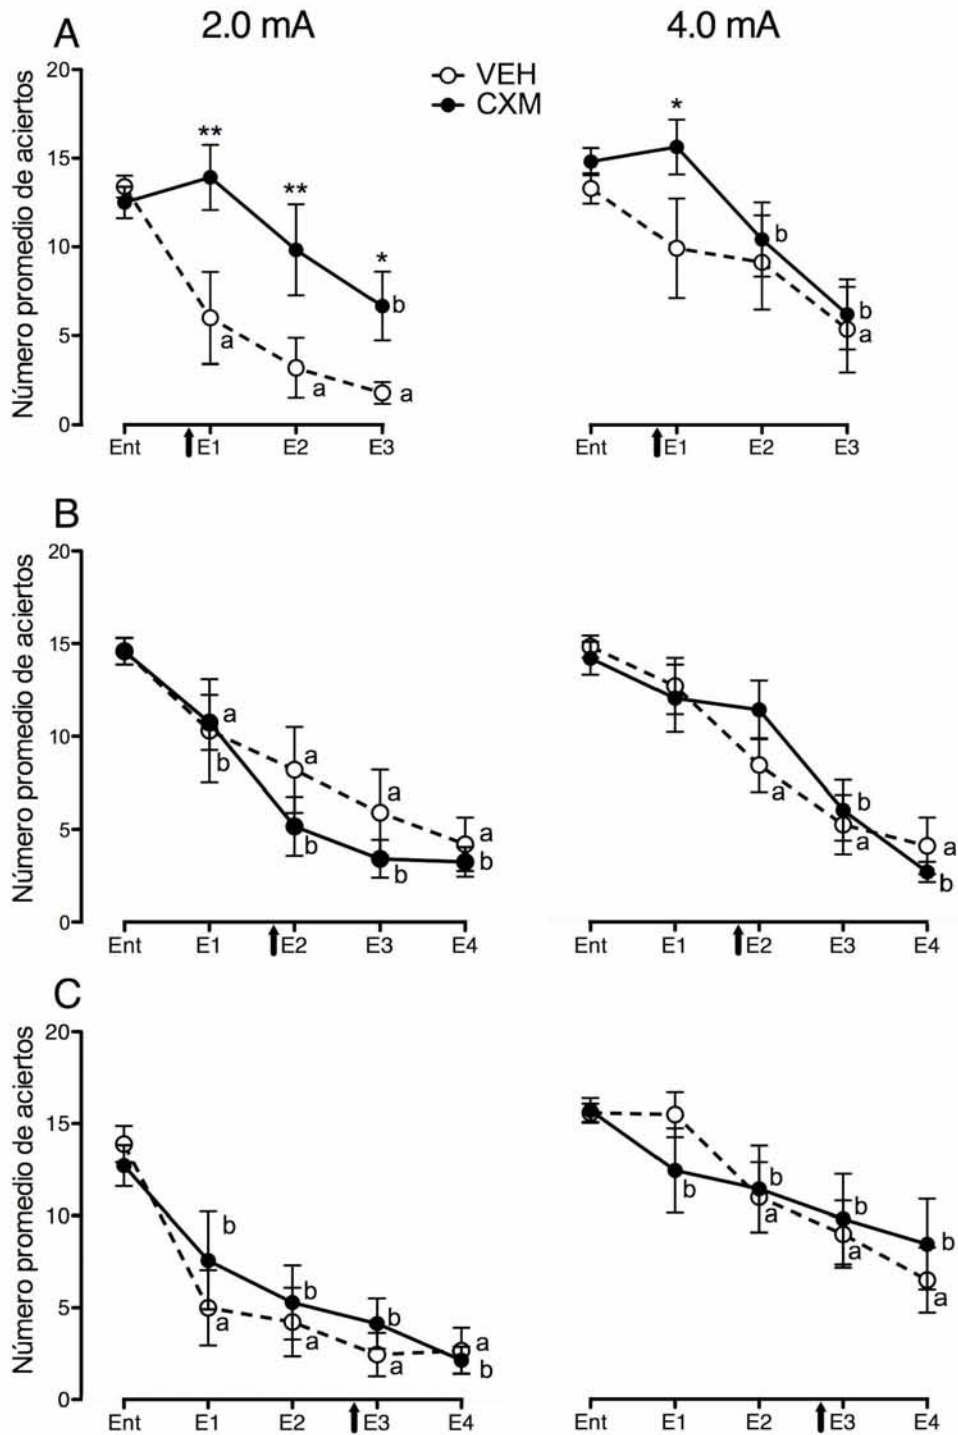 2.0 mA
4.0 mA
A
VEH
CXM
Número promedio de aciertos
20
15
10
5
0
**
**
*
a
a
b
a
Ent E1 E2 E3
*
b
b
a
Ent E1 E2 E3
B
Número promedio de aciertos
20
15
10
5
0
a
b
a
b
a
b
a
b
Ent E1 E2 E3 E4
a
b
a
a
b
Ent E1 E2 E3 E4
C
Número promedio de aciertos
20
15
10
5
0
b
a
b
a
b
a
a
b
Ent E1 E2 E3 E4
b
b
a
b
a
b
a
Ent E1 E2 E3 E4